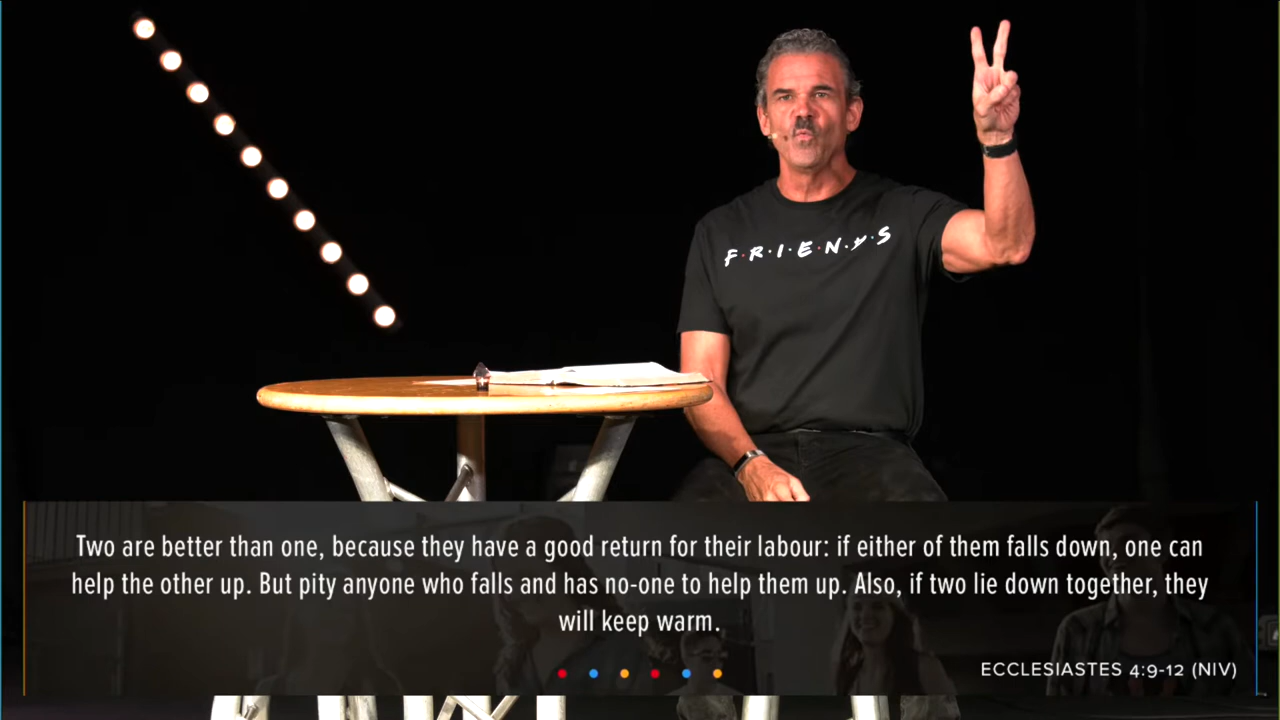 F·R·I·E·N·D·S
Two are better than one, because they have a good return for their labour: if either of them falls down, one can
help the other up. But pity anyone who falls and has no-one to help them up. Also, if two lie down together, they
will keep warm.
ECCLESIASTES 4:9-12 (NIV)